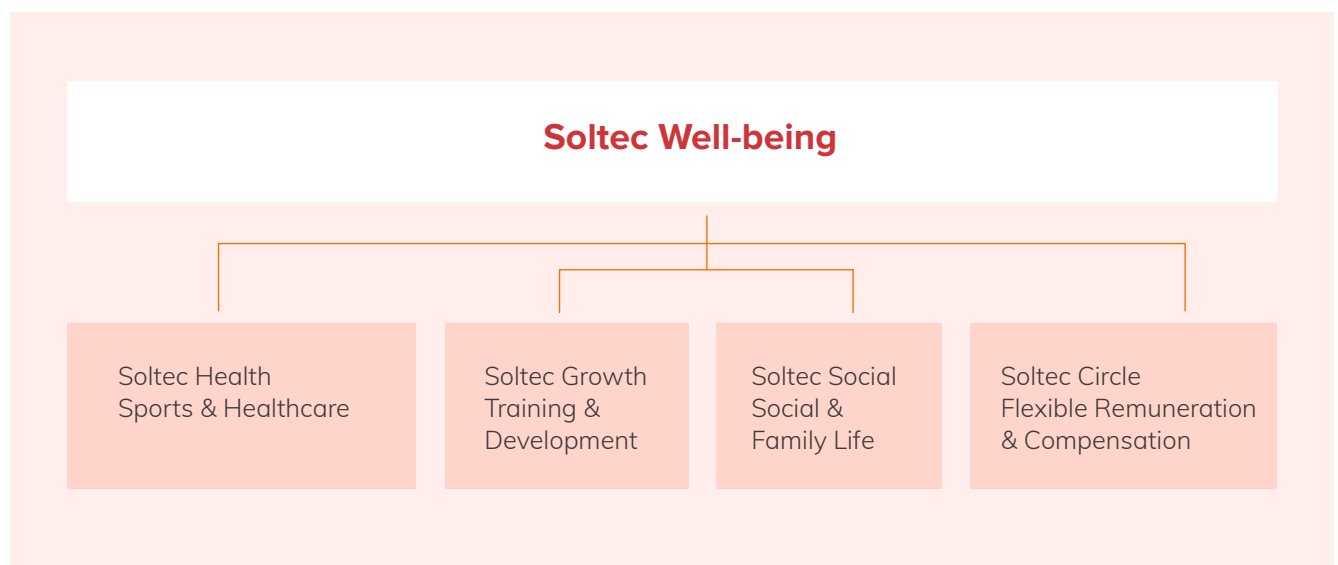 Soltec Well-being
Soltec Health
Sports & Healthcare
Soltec Growth
Training &
Development
Soltec Social
Social &
Family Life
Soltec Circle
Flexible Remuneration
& Compensation